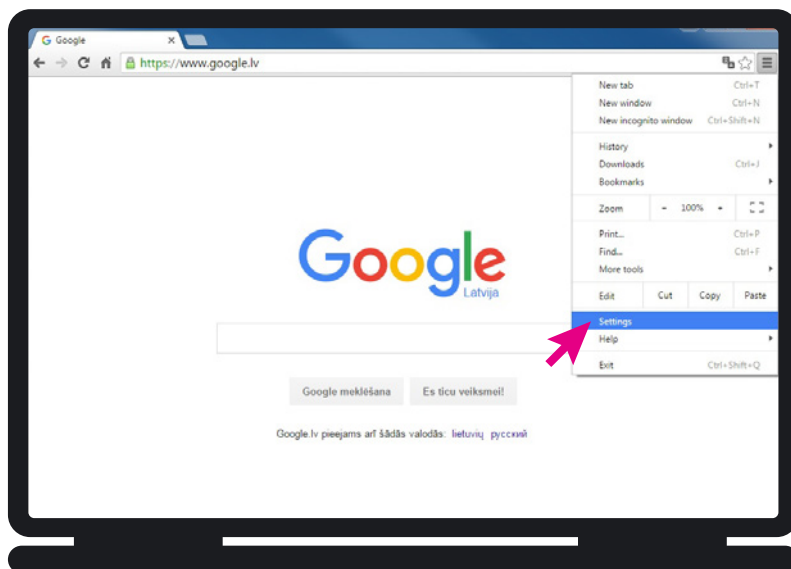 Google
https://www.google.lv
New tab Ctrl+T
New window Ctrl+N
New incognito window Ctrl+Shift+N
History
Downloads Ctrl+J
Bookmarks
Zoom - 100% +
Print... Ctrl+P
Find... Ctrl+F
More tools
Edit Cut Copy Paste
Settings
Help
Exit Ctrl+Shift+Q
Google
Latvija
Google meklēšana Es ticu veiksmei!
Google.lv pieejams arī šādās valodās: lietuvių русский